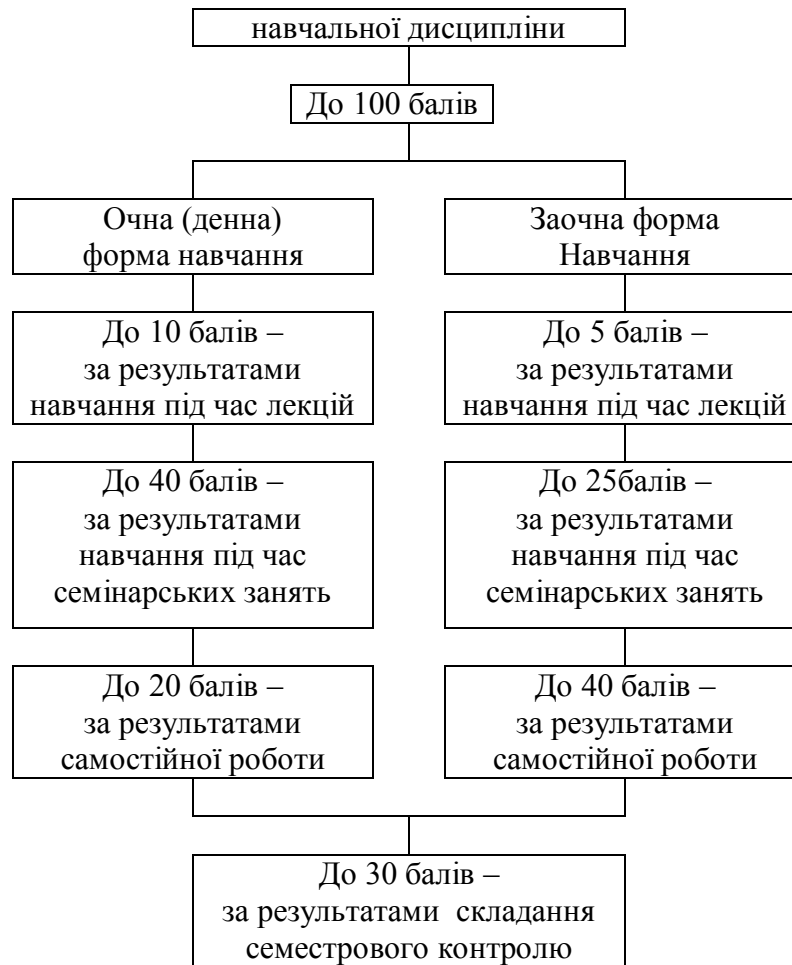 навчальної дисципліни
До 100 балів
Очна (денна)
форма навчання
Заочна форма
Навчання
До 10 балів –
за результатами
навчання під час лекцій
До 5 балів –
за результатами
навчання під час лекцій
До 40 балів –
за результатами
навчання під час
семінарських занять
До 25балів –
за результатами
навчання під час
семінарських занять
До 20 балів –
за результатами
самостійної роботи
До 40 балів –
за результатами
самостійної роботи
До 30 балів –
за результатами складання
семестрового контролю